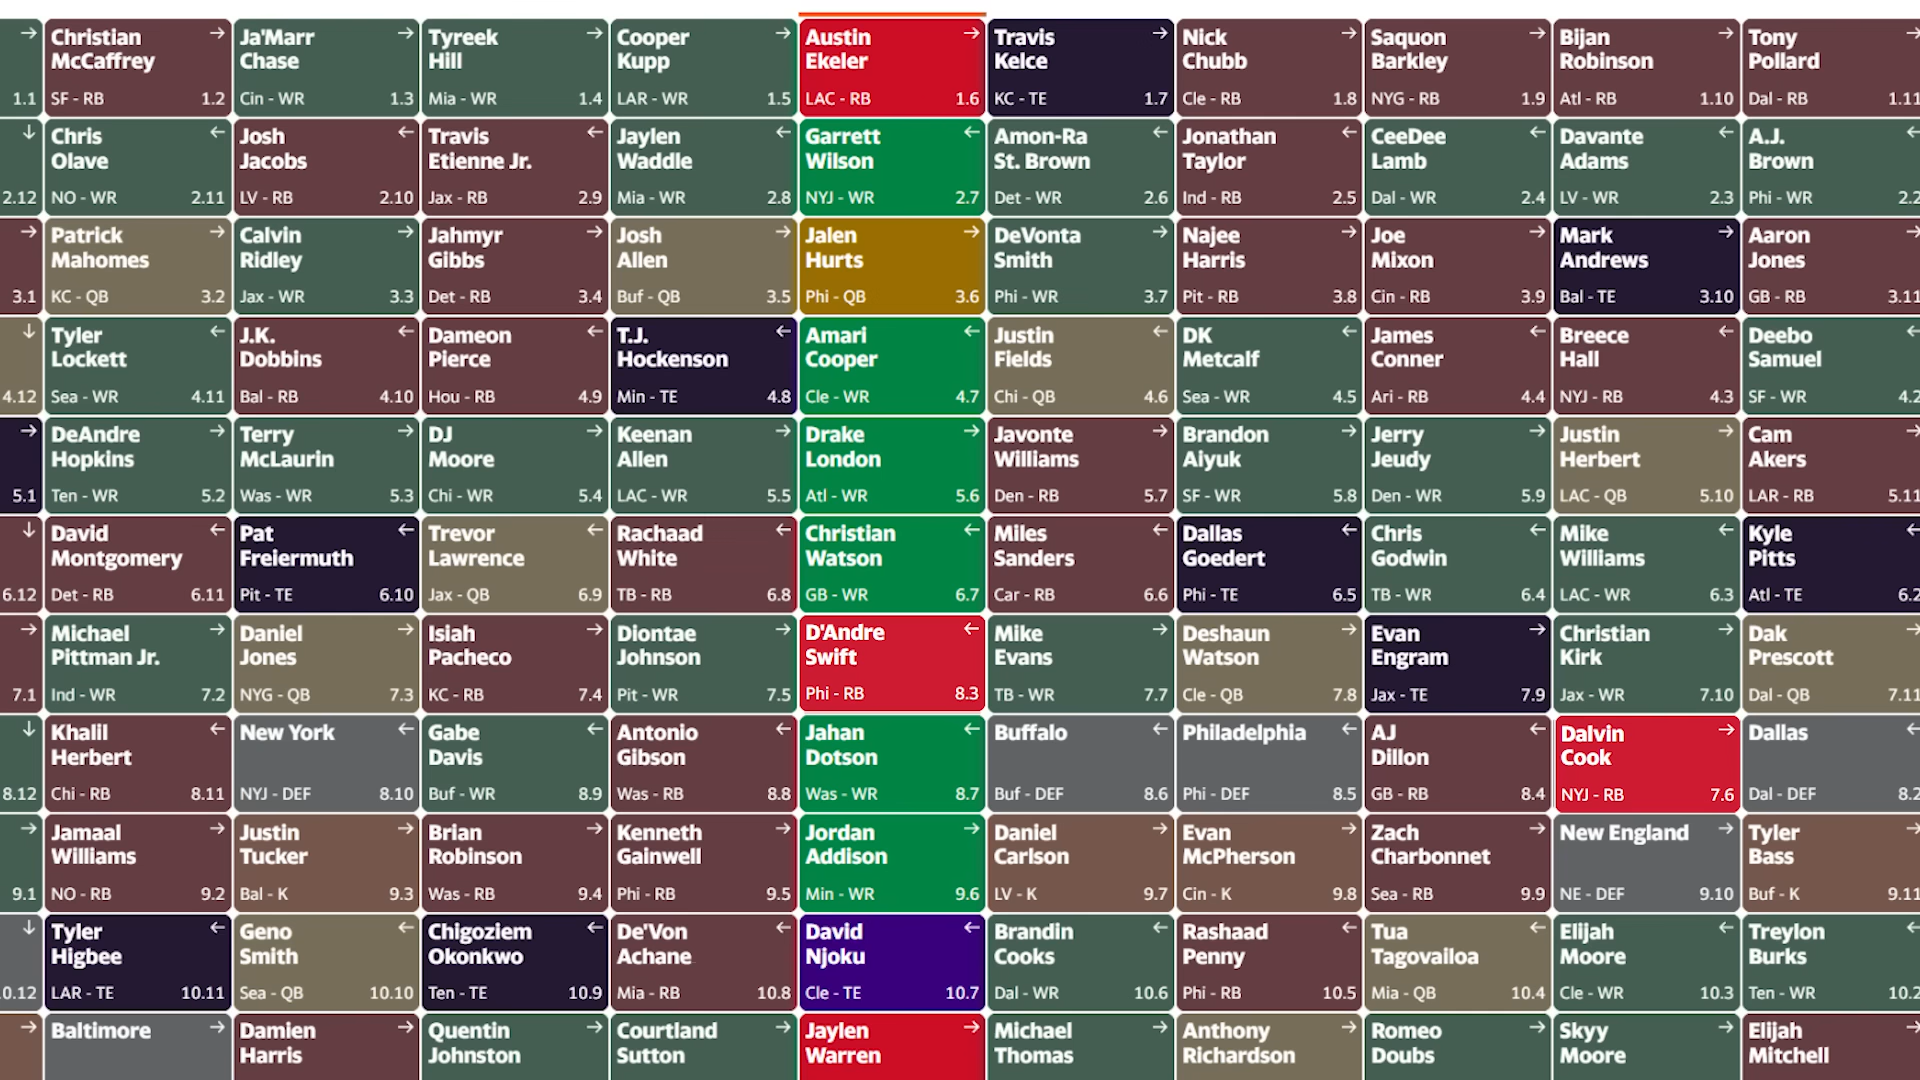 1.1
Christian
McCaffrey
SF - RB 1.2
Ja'Marr
Chase
Cin - WR 1.3
Tyreek
Hill
Mia - WR 1.4
Cooper
Kupp
LAR - WR 1.5
Austin
Ekeler
LAC - RB 1.6
Travis
Kelce
KC - TE 1.7
Nick
Chubb
Cle - RB 1.8
Saquon
Barkley
NYG - RB 1.9
Bijan
Robinson
Atl - RB 1.10
Tony
Pollard
Dal - RB 1.11
2.12
Chris
Olave
NO - WR 2.11
Josh
Jacobs
LV - RB 2.10
Travis
Etienne Jr.
Jax - RB 2.9
Jaylen
Waddle
Mia - WR 2.8
Garrett
Wilson
NYJ - WR 2.7
Amon-Ra
St. Brown
Det - WR 2.6
Jonathan
Taylor
Ind - RB 2.5
CeeDee
Lamb
Dal - WR 2.4
Davante
Adams
LV - WR 2.3
A.J.
Brown
Phi - WR 2.2
3.1
Patrick
Mahomes
KC - QB 3.2
Calvin
Ridley
Jax - WR 3.3
Jahmyr
Gibbs
Det - RB 3.4
Josh
Allen
Buf - QB 3.5
Jalen
Hurts
Phi - QB 3.6
DeVonta
Smith
Phi - WR 3.7
Najee
Harris
Pit - RB 3.8
Joe
Mixon
Cin - RB 3.9
Mark
Andrews
Bal - TE 3.10
Aaron
Jones
GB - RB 3.11
4.12
Tyler
Lockett
Sea - WR 4.11
J.K.
Dobbins
Bal - RB 4.10
Dameon
Pierce
Hou - RB 4.9
T.J.
Hockenson
Min - TE 4.8
Amari
Cooper
Cle - WR 4.7
Justin
Fields
Chi - QB 4.6
DK
Metcalf
Sea - WR 4.5
James
Conner
Ari - RB 4.4
Breece
Hall
NYJ - RB 4.3
Deebo
Samuel
SF - WR 4.2
5.1
DeAndre
Hopkins
Ten - WR 5.2
Terry
McLaurin
Was - WR 5.3
DJ
Moore
Chi - WR 5.4
Keenan
Allen
LAC - WR 5.5
Drake
London
Atl - WR 5.6
Javonte
Williams
Den - RB 5.7
Brandon
Aiyuk
SF - WR 5.8
Jerry
Jeudy
Den - WR 5.9
Justin
Herbert
LAC - QB 5.10
Cam
Akers
LAR - RB 5.11
6.12
David
Montgomery
Det - RB 6.11
Pat
Freiermuth
Pit - TE 6.10
Trevor
Lawrence
Jax - QB 6.9
Rachaad
White
TB - RB 6.8
Christian
Watson
GB - WR 6.7
Miles
Sanders
Car - RB 6.6
Dallas
Goedert
Phi - TE 6.5
Chris
Godwin
TB - WR 6.4
Mike
Williams
LAC - WR 6.3
Kyle
Pitts
Atl - TE 6.2
7.1
Michael
Pittman Jr.
Ind - WR 7.2
Daniel
Jones
NYG - QB 7.3
Isiah
Pacheco
KC - RB 7.4
Diontae
Johnson
Pit - WR 7.5
D'Andre
Swift
Phi - RB 8.3
Mike
Evans
TB - WR 7.7
Deshaun
Watson
Cle - QB 7.8
Evan
Engram
Jax - TE 7.9
Christian
Kirk
Jax - WR 7.10
Dak
Prescott
Dal - QB 7.11
8.12
Khalil
Herbert
Chi - RB 8.11
New York
NYJ - DEF 8.10
Gabe
Davis
Buf - WR 8.9
Antonio
Gibson
Was - RB 8.8
Jahan
Dotson
Was - WR 8.7
Buffalo
Buf - DEF 8.6
Philadelphia
Phi - DEF 8.5
AJ
Dillon
GB - RB 8.4
Dalvin
Cook
NYJ - RB 7.6
Dallas
Dal - DEF 8.2
9.1
Jamaal
Williams
NO - RB 9.2
Justin
Tucker
Bal - K 9.3
Brian
Robinson
Was - RB 9.4
Kenneth
Gainwell
Phi - RB 9.5
Jordan
Addison
Min - WR 9.6
Daniel
Carlson
LV - K 9.7
Evan
McPherson
Cin - K 9.8
Zach
Charbonnet
Sea - RB 9.9
New England
NE - DEF 9.10
Tyler
Bass
Buf - K 9.11
0.12
Tyler
Higbee
LAR - TE 10.11
Geno
Smith
Sea - QB 10.10
Chigoziem
Okonkwo
Ten - TE 10.9
De'Von
Achane
Mia - RB 10.8
David
Njoku
Cle - TE 10.7
Brandin
Cooks
Dal - WR 10.6
Rashaad
Penny
Phi - RB 10.5
Tua
Tagovailoa
Mia - QB 10.4
Elijah
Moore
Cle - WR 10.3
Treylon
Burks
Ten - WR 10.2
Baltimore
Damien
Harris
Quentin
Johnston
Courtland
Sutton
Jaylen
Warren
Michael
Thomas
Anthony
Richardson
Romeo
Doubs
Skyy
Moore
Elijah
Mitchell